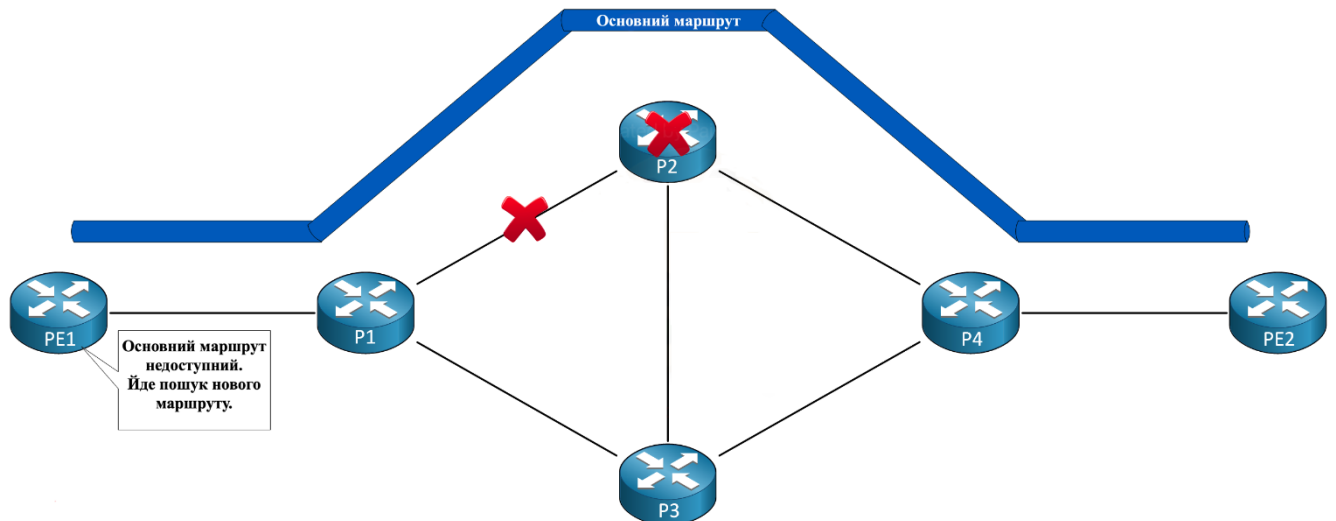 Основний маршрут
P2
PE1
P1
P4
PE2
Основний маршрут
недоступний.
Йде пошук нового
маршруту.
P3